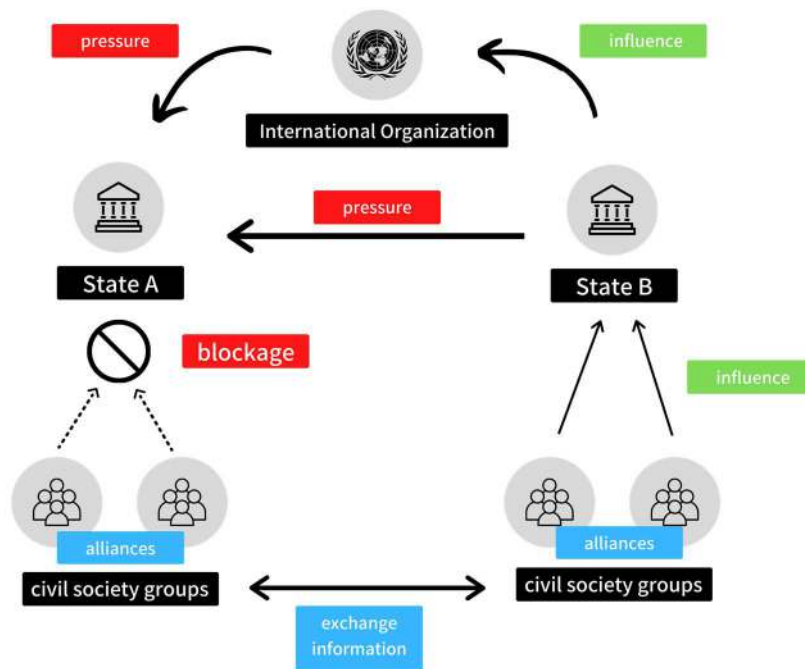 pressure
influence
International Organization
pressure
State A
State B
blockage
influence
alliances
alliances
civil society groups
civil society groups
exchange
information